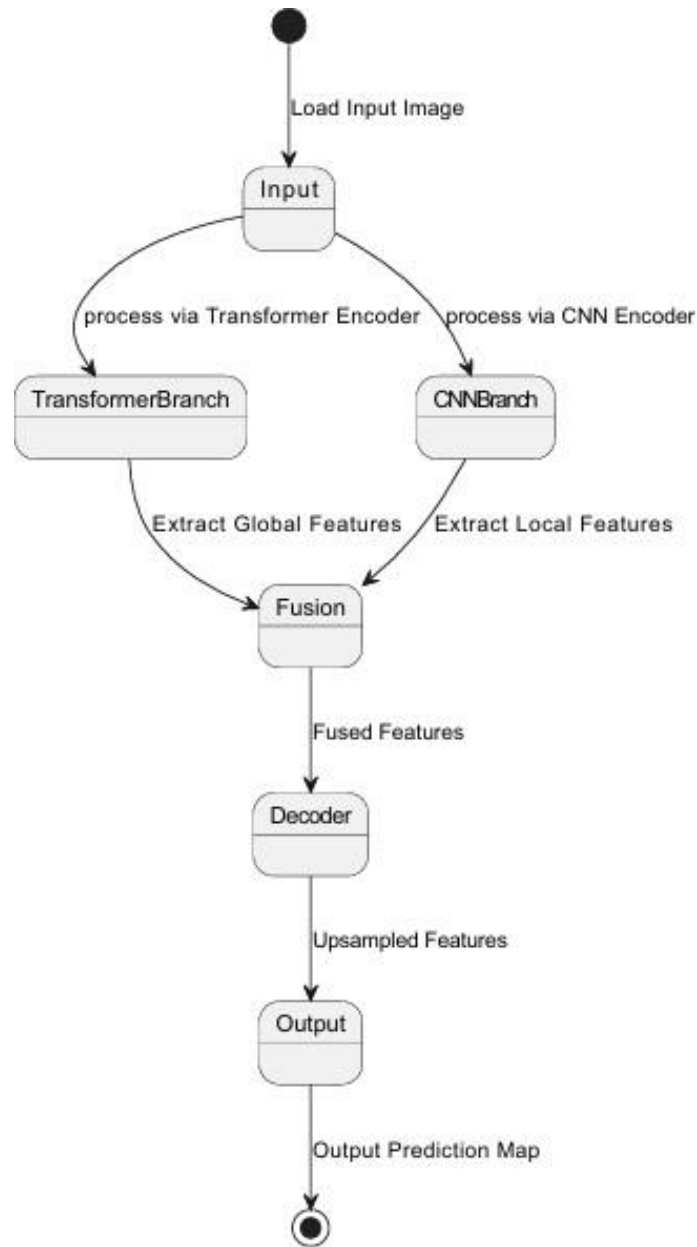 Load Input Image
Input
process via Transformer Encoder
process via CNN Encoder
TransformerBranch
CNNBranch
Extract Global Features
Extract Local Features
Fusion
Fused Features
Decoder
Upsampled Features
Output
Output Prediction Map